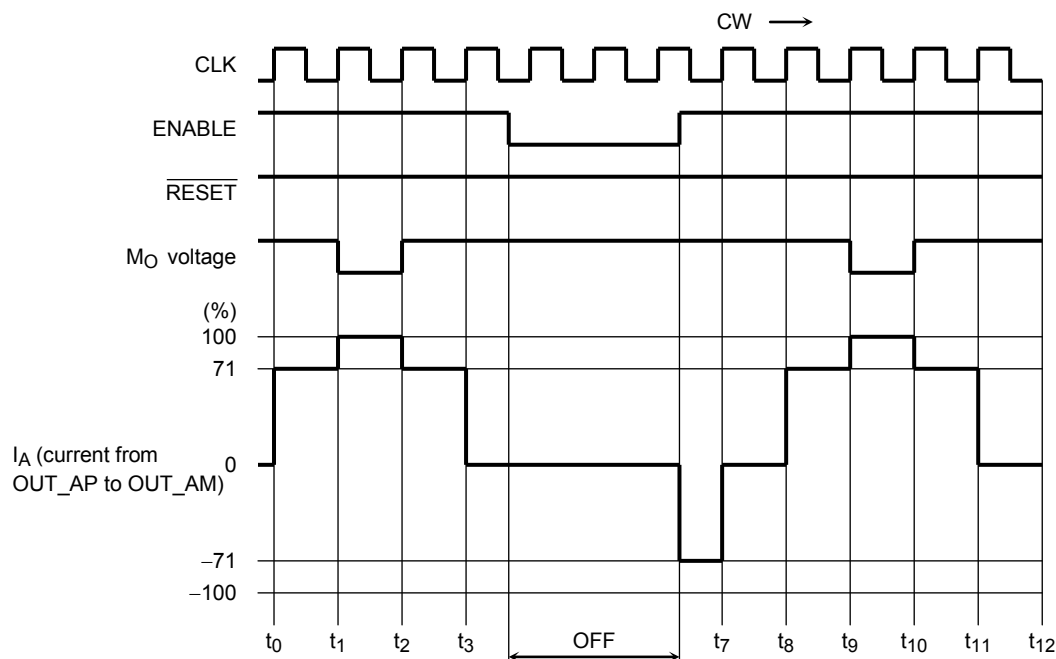 CW
CLK
ENABLE
RESET
MO voltage
(%)
100
71
IA (current from
OUT_AP to OUT_AM)
0
−71
−100
t0 t1 t2 t3 OFF t7 t8 t9 t10 t11 t12